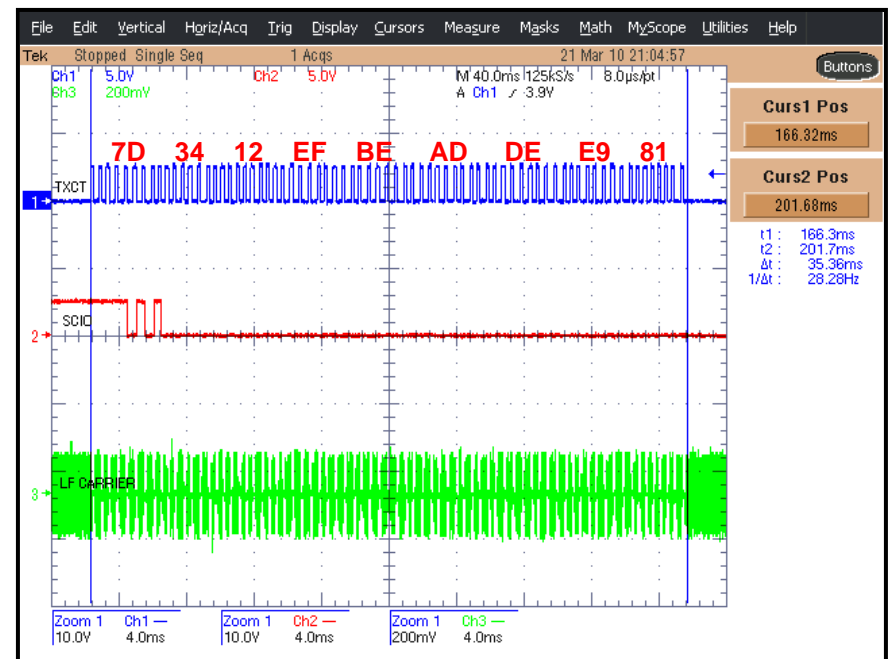 File Edit Vertical Horiz/Acq Trig Display Cursors Measure Masks Math MyScope Utilities Help
Tek Stopped Single Seq 1 Acqs 21 Mar 10 21:04:57
Buttons
Ch1 5.0V Ch2 5.0V M 40.0ms 125kS/s 8.0µs/pt
Ch3 200mV A Ch1 / 3.9V
Curs1 Pos
166.32ms
7D 34 12 EF BE AD DE E9 81
Curs2 Pos
201.68ms
TXCT
1
t1 : 166.3ms
t2 : 201.7ms
Δt : 35.36ms
1/Δt : 28.28Hz
SCIO
2
LF CARRIER
3
Zoom 1 Ch1 Zoom 1 Ch2 Zoom 1 Ch3
10.0V 4.0ms 10.0V 4.0ms 200mV 4.0ms